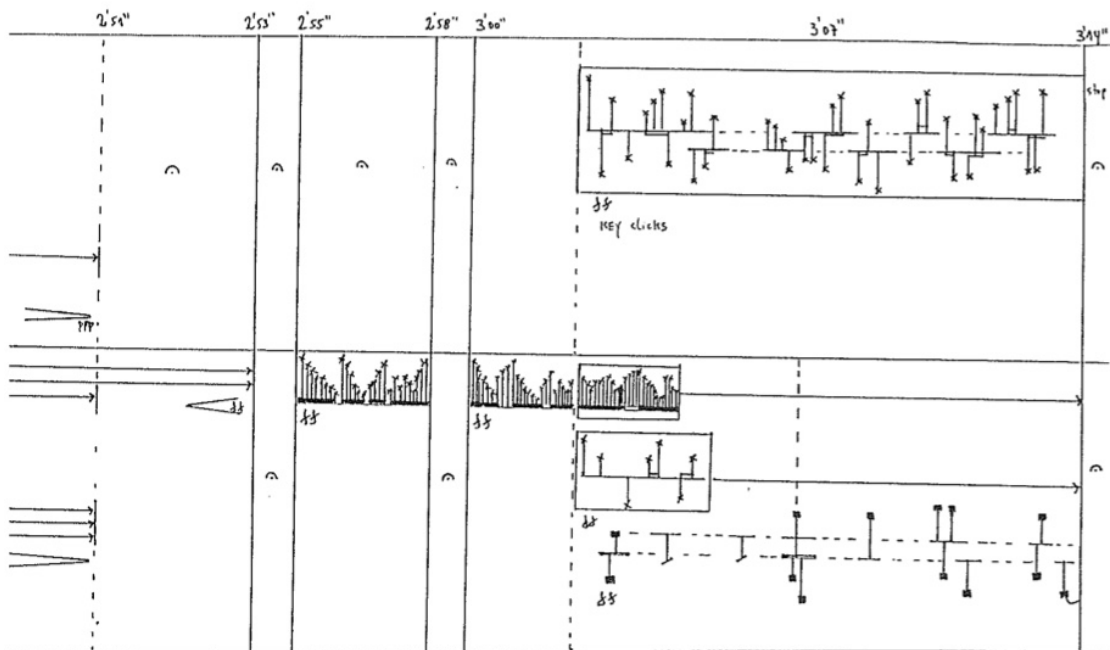 2'51" 2'53" 2'55" 2'58" 3'00" 3'07" 3'14"
stop
ff
KEY clicks
ppp
ff ff ff
ff
ff